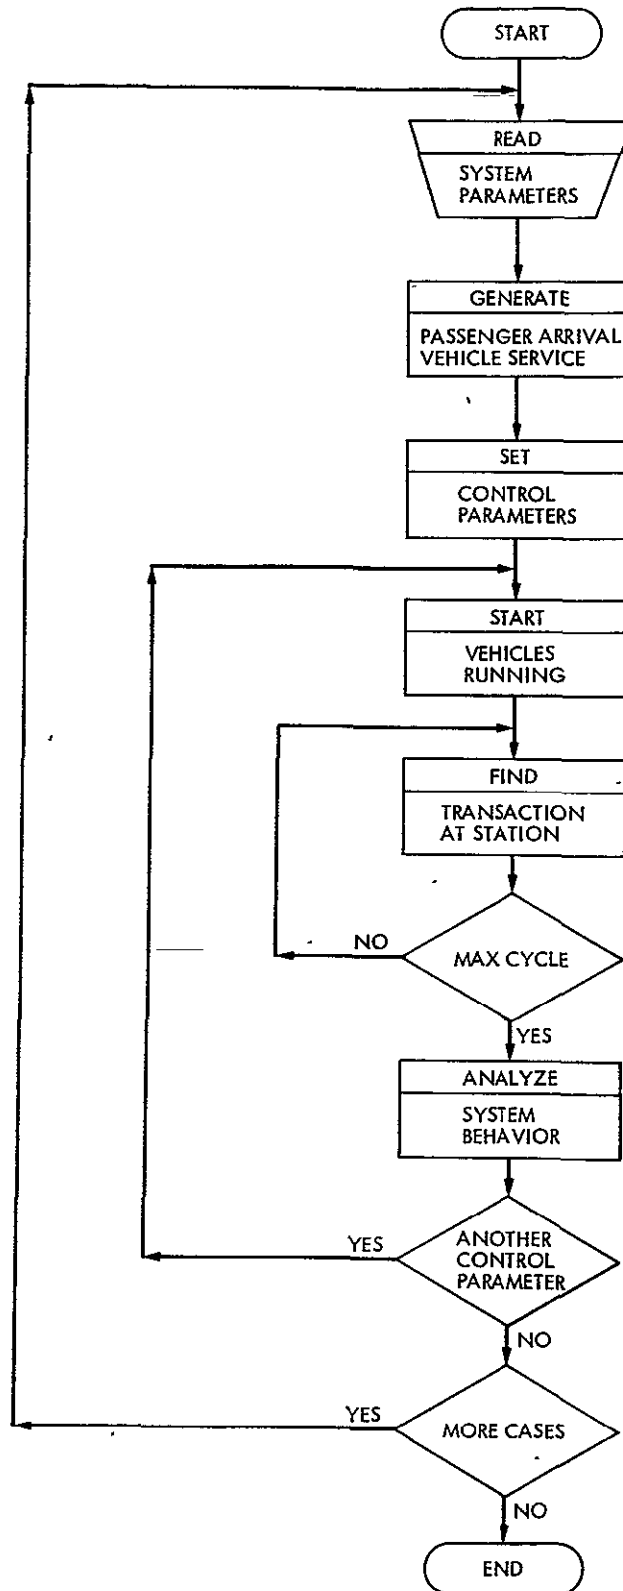 START
READ
SYSTEM
PARAMETERS
GENERATE
PASSENGER ARRIVAL
VEHICLE SERVICE
SET
CONTROL
PARAMETERS
START
VEHICLES
RUNNING
FIND
TRANSACTION
AT STATION
NO
MAX CYCLE
YES
ANALYZE
SYSTEM
BEHAVIOR
YES
ANOTHER
CONTROL
PARAMETER
NO
YES
MORE CASES
NO
END